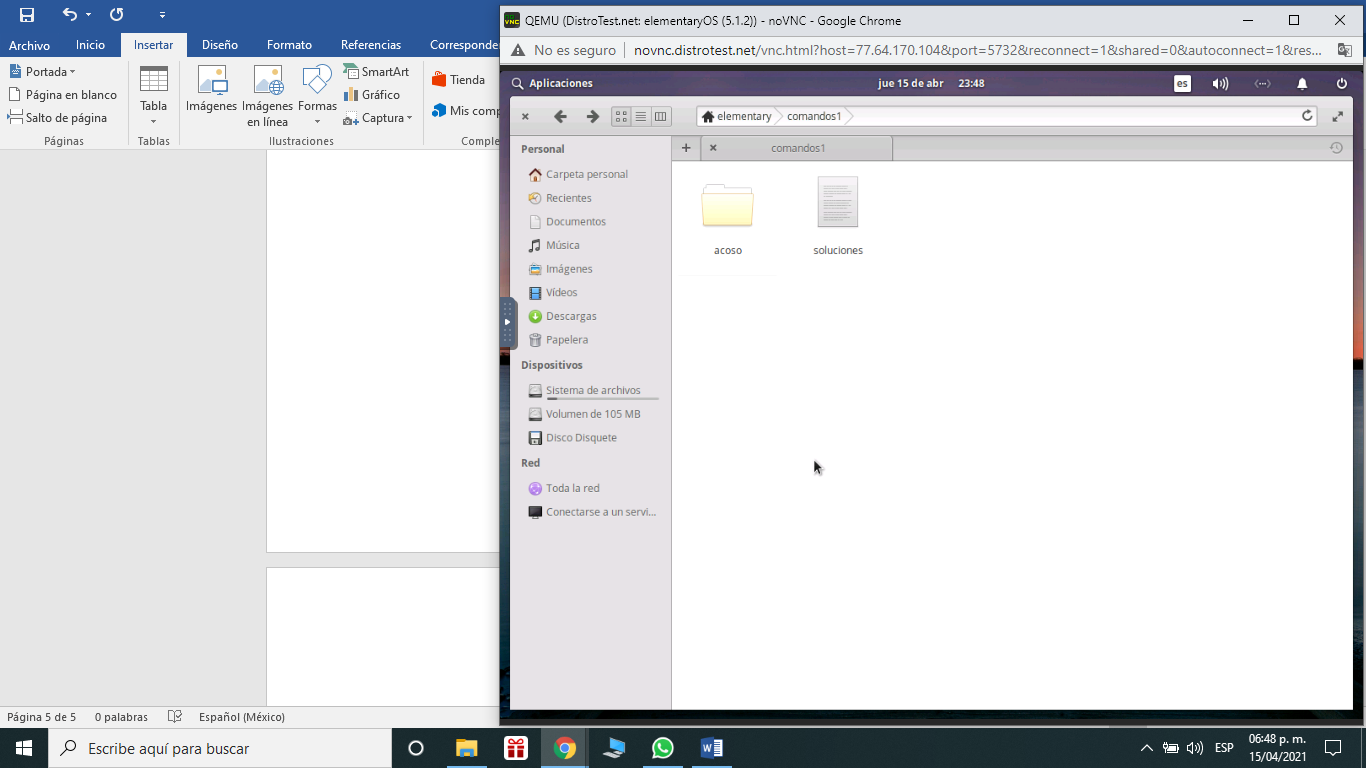 Archivo
Inicio
Insertar
Diseño
Formato
Referencias
Corresponde
Portada
Página en blanco
Salto de página
Páginas
Tabla
Tablas
Imágenes
Imágenes en línea
Formas
SmartArt
Gráfico
Captura
Ilustraciones
Tienda
Mis comp
Comple
Página 5 de 5
0 palabras
Español (México)
QEMU (DistroTest.net: elementaryOS (5.1.2)) - noVNC - Google Chrome
No es seguro
novnc.distrotest.net/vnc.html?host=77.64.170.104&port=5732&reconnect=1&shared=0&autoconnect=1&res...
Aplicaciones
jue 15 de abr 23:48
es
elementary
comandos1
comandos1
Personal
Carpeta personal
Recientes
Documentos
Música
Imágenes
Vídeos
Descargas
Papelera
Dispositivos
Sistema de archivos
Volumen de 105 MB
Disco Disquete
Red
Toda la red
Conectarse a un servi...
acoso
soluciones
Escribe aquí para buscar
ESP
06:48 p. m.
15/04/2021